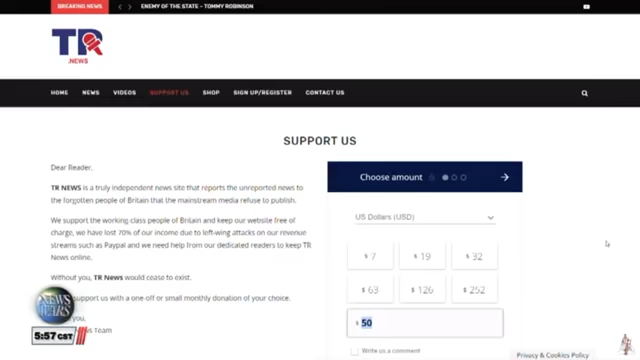 BREAKING NEWS
ENEMY OF THE STATE – TOMMY ROBINSON
TR
.NEWS
HOME NEWS VIDEOS SUPPORT US SHOP SIGN UP/REGISTER CONTACT US
SUPPORT US
Dear Reader,
TR NEWS is a truly independent news site that reports the unreported news to
the forgotten people of Britain that the mainstream media refuse to publish.
We support the working-class people of Britain and keep our website free of
charge, we have lost 70% of our income due to left-wing attacks on our revenue
streams such as Paypal and we need help from our dedicated readers to keep TR
News online.
Without you, TR News would cease to exist.
support us with a one-off or small monthly donation of your choice.
Team
Choose amount
US Dollars (USD)
$ 7 $ 19 $ 32
$ 63 $ 126 $ 252
$ 50
Write us a comment
NEWS
WARS
5:57 CST
Privacy & Cookies Policy